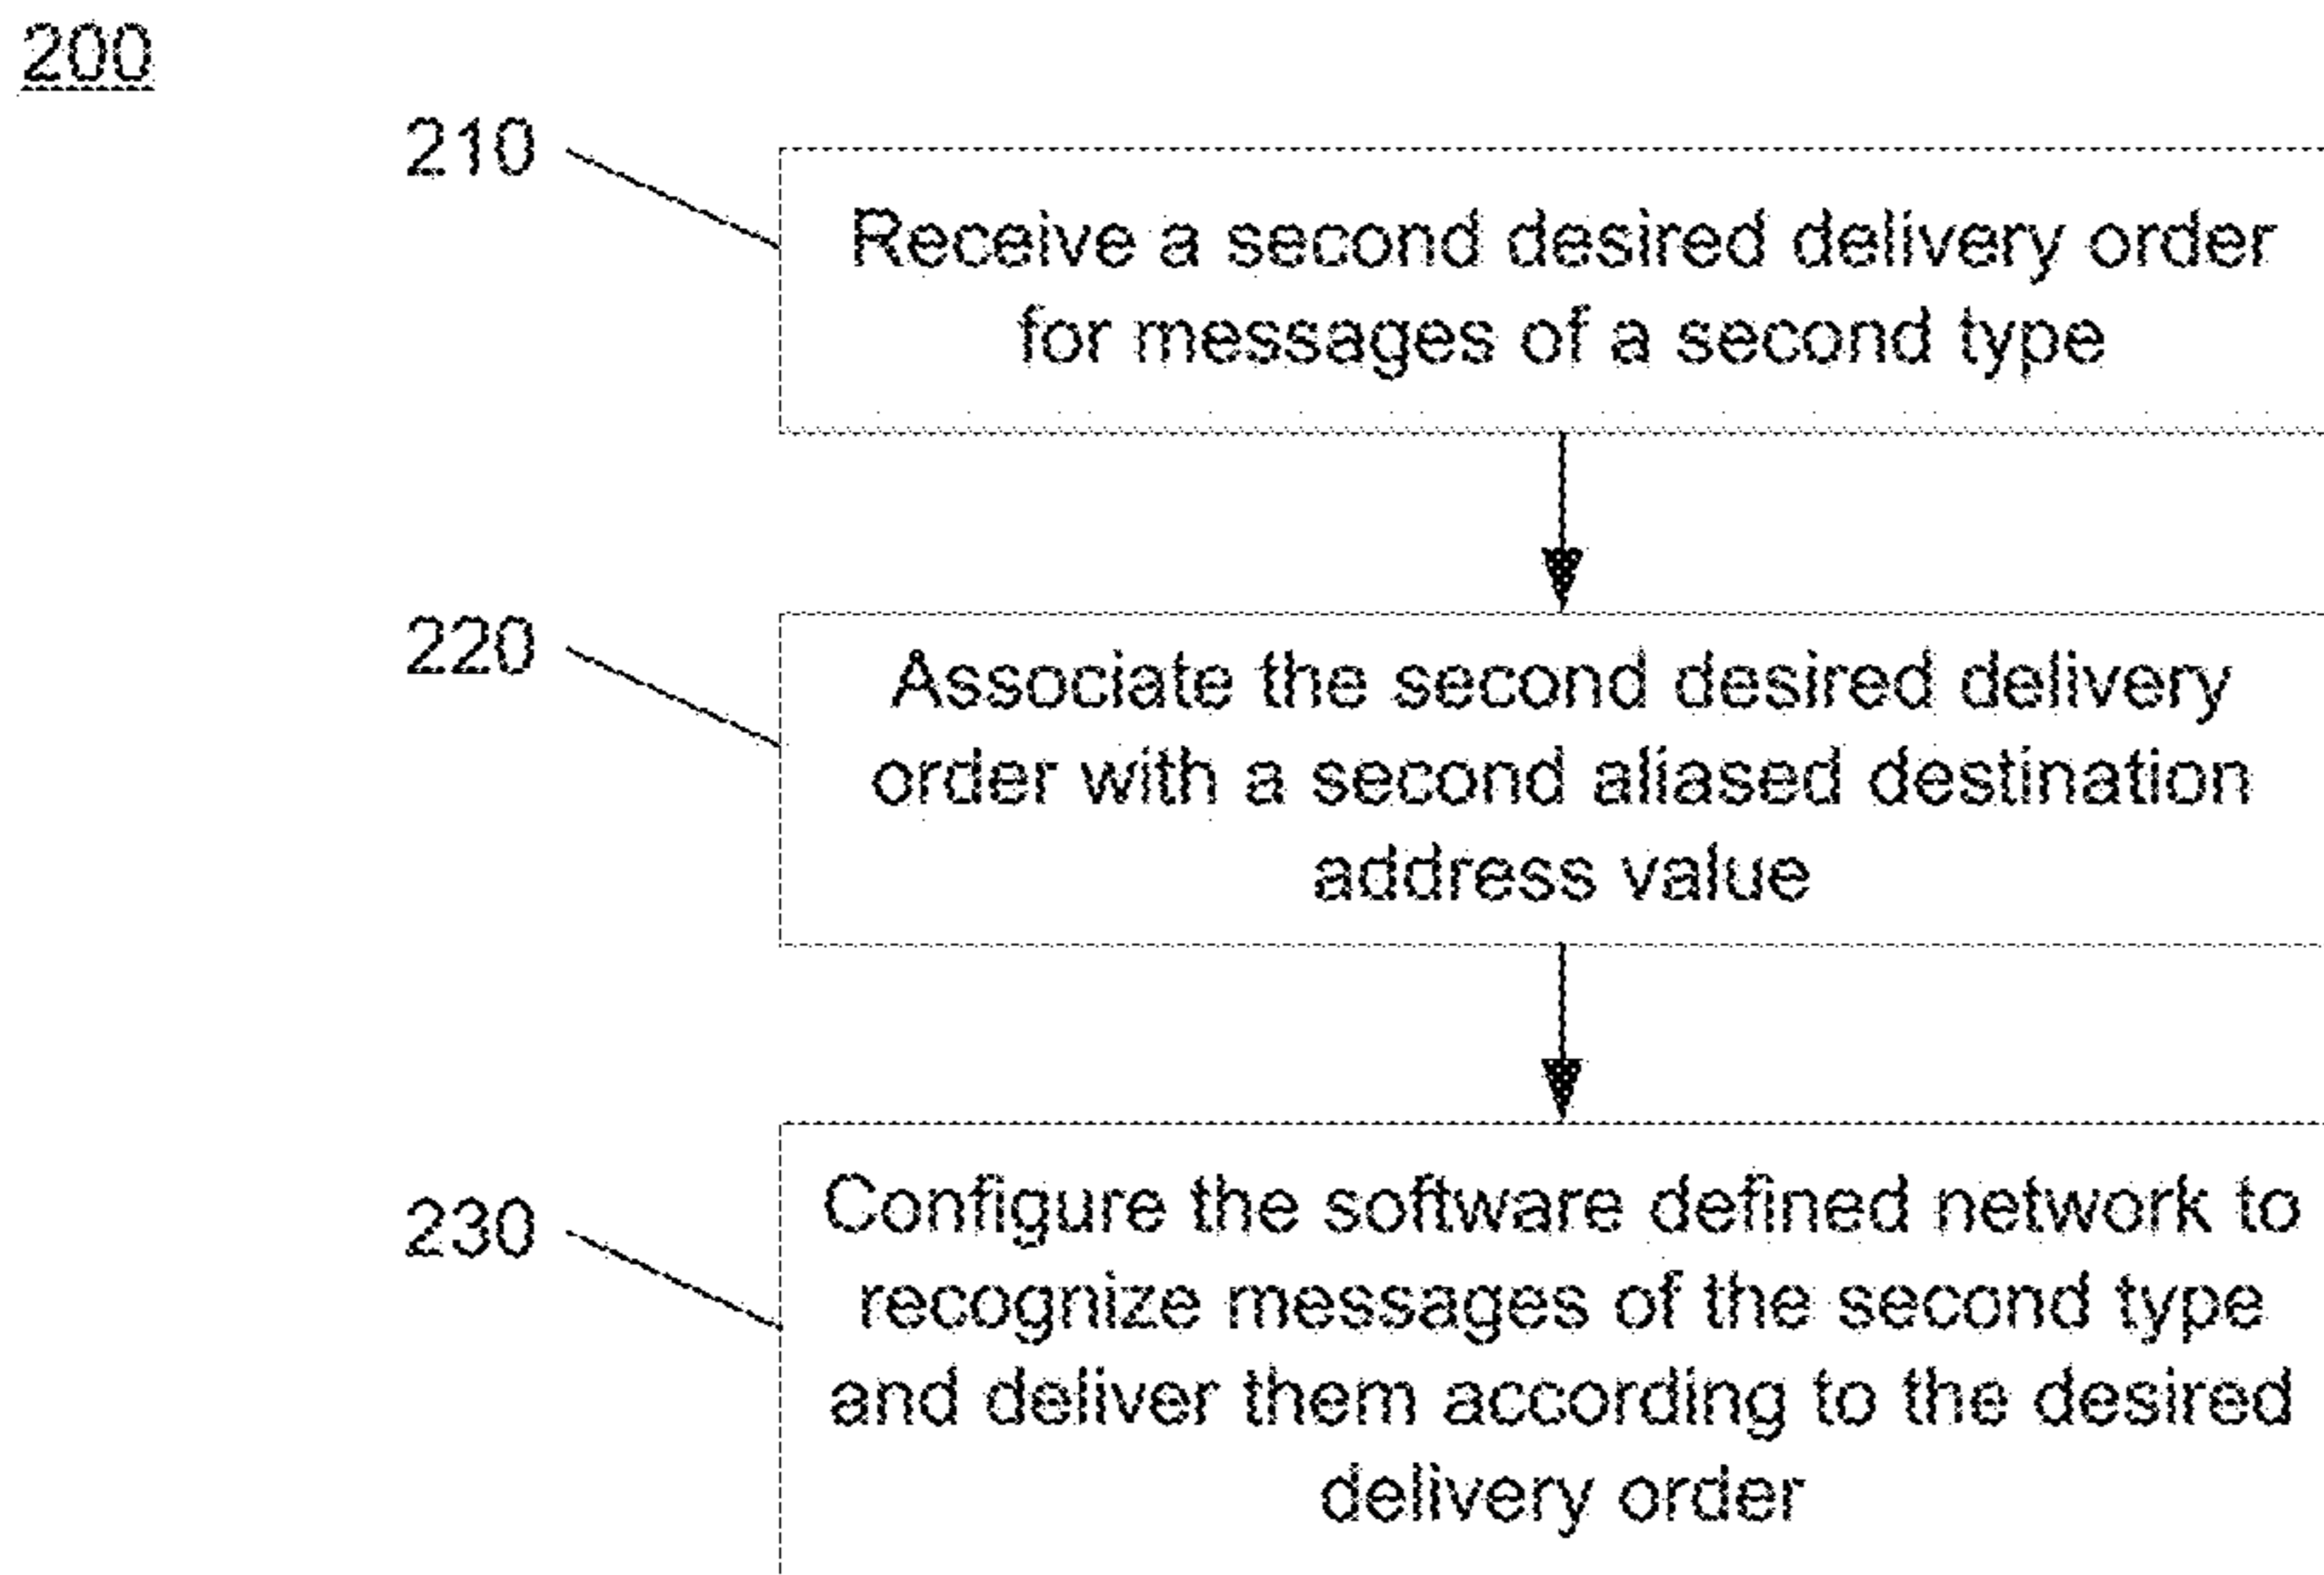 200
210
Receive a second desired delivery order
for messages of a second type
220
Associate the second desired delivery
order with a second aliased destination
address value
230
Configure the software defined network to
recognize messages of the second type
and deliver them according to the desired
delivery order